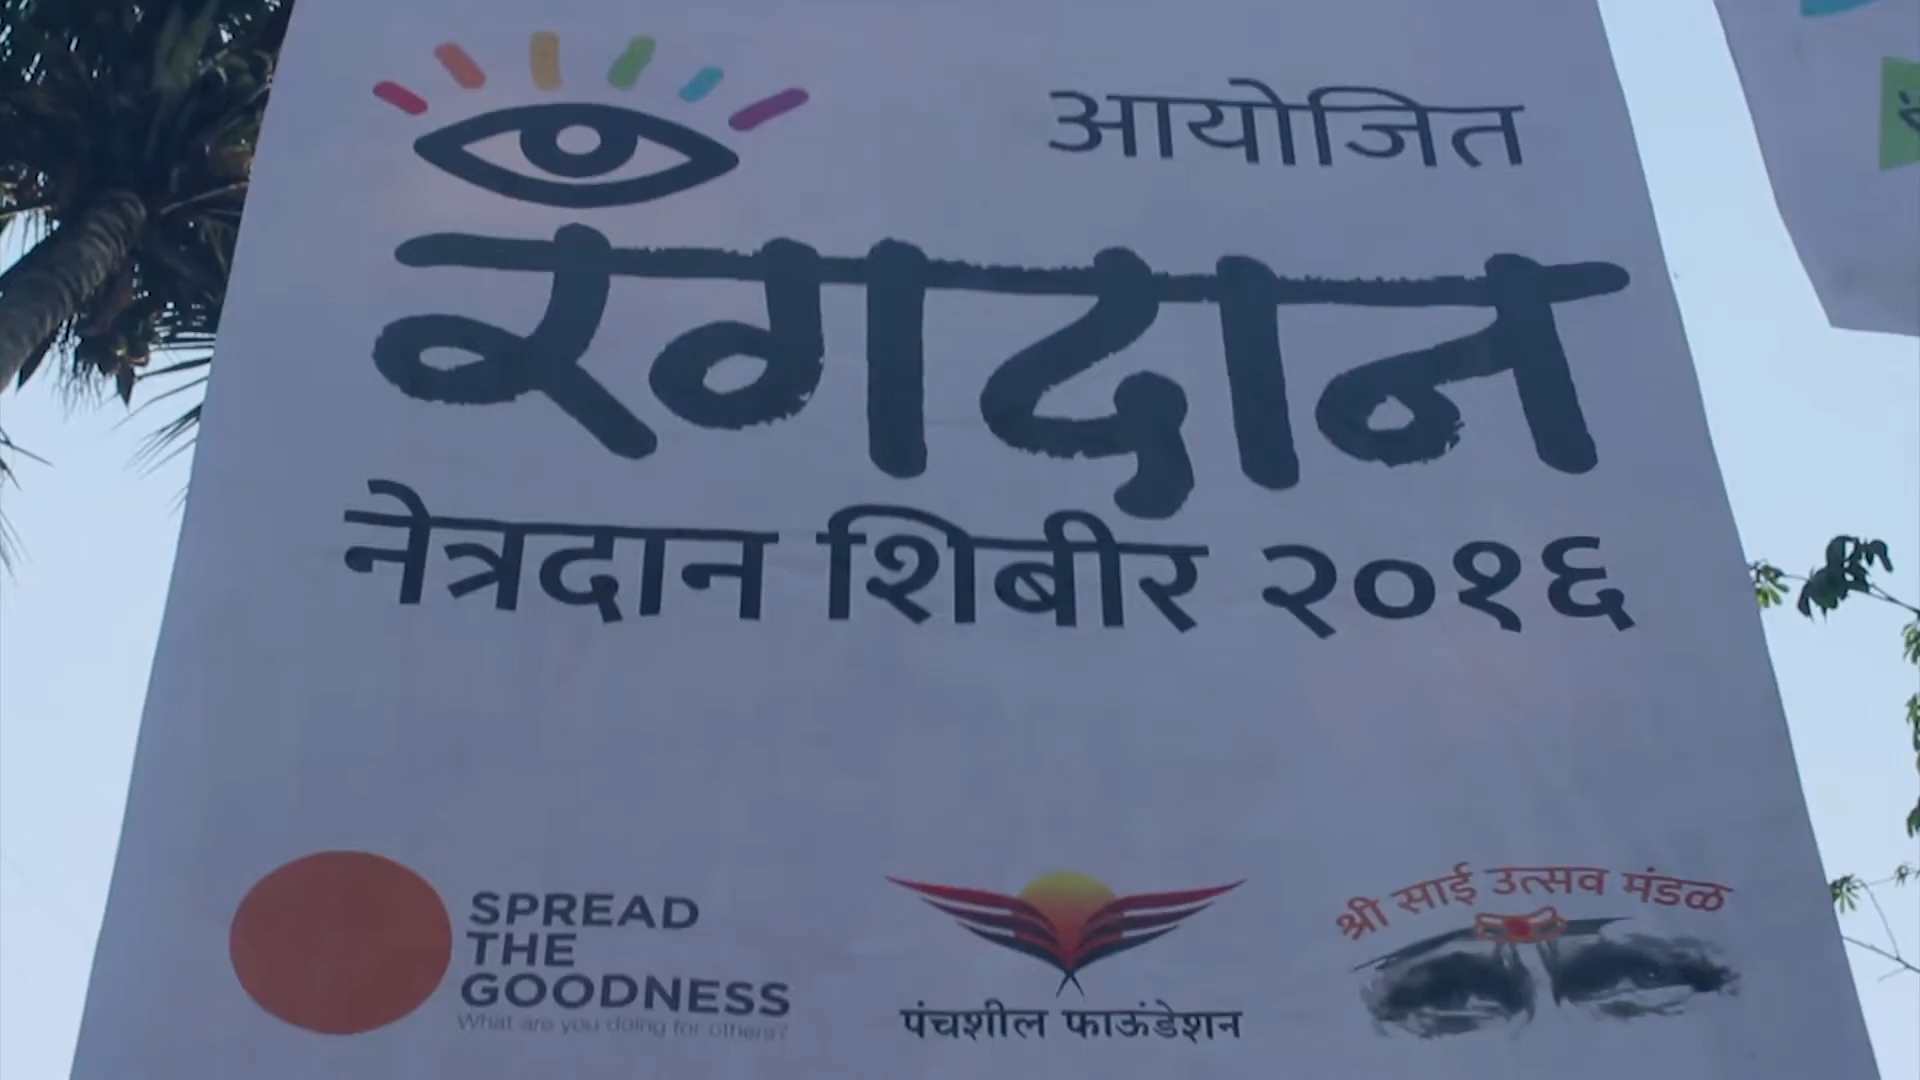 आयोजित
रंगदान
नेत्रदान शिबीर २०१६
SPREAD
THE
GOODNESS
What are you doing for others?
पंचशील फाऊंडेशन
श्री साई उत्सव मंडळ